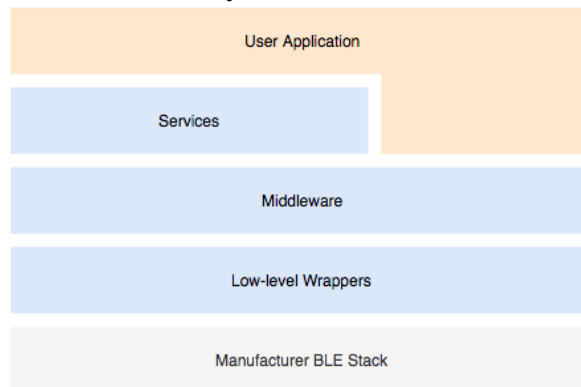 User Application
Services
Middleware
Low-level Wrappers
Manufacturer BLE Stack